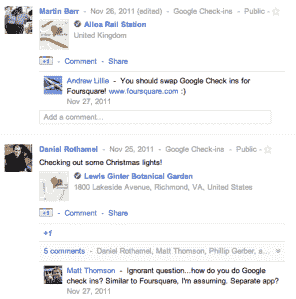 Martin Barr - Nov 26, 2011 (edited) - Google Check-ins - Public -
Alloa Rail Station
United Kingdom
+1 - Comment - Share
Andrew Lillie - You should swap Google Check ins for
Foursquare! www.foursquare.com :)
Nov 27, 2011
Add a comment...
Daniel Rothamel - Nov 25, 2011 - Google Check-ins - Public -
Checking out some Christmas lights!
Lewis Ginter Botanical Garden
1800 Lakeside Avenue, Richmond, VA, United States
+1 - Comment - Share
+1
5 comments - Daniel Rothamel, Matt Thomson, Phillip Gerber, a...
Matt Thomson - Ignorant question...how do you do Google
check ins? Similar to Foursquare, I'm assuming. Separate app?
Nov 27, 2011